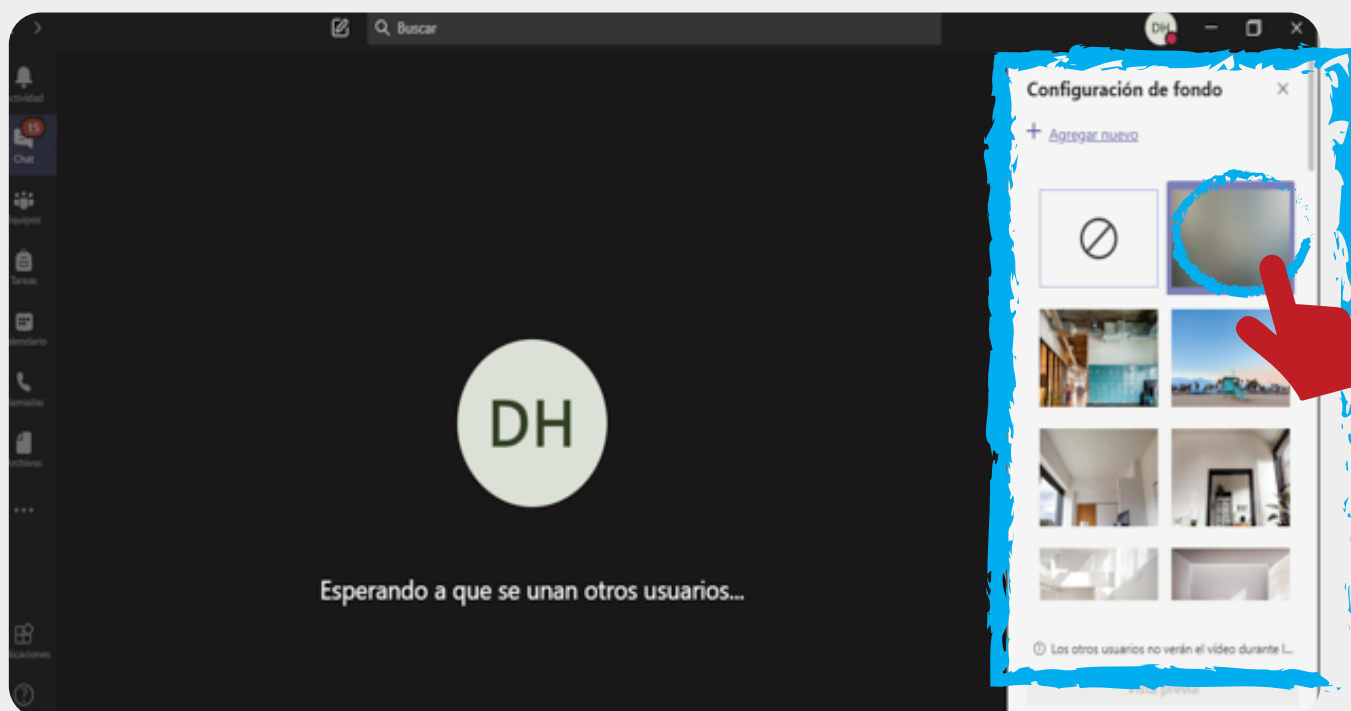 Buscar
DH
15
Chat
Configuración de fondo
Agregar nuevo
DH
Esperando a que se unan otros usuarios...
Los otros usuarios no verán el vídeo durante l...
Tareas